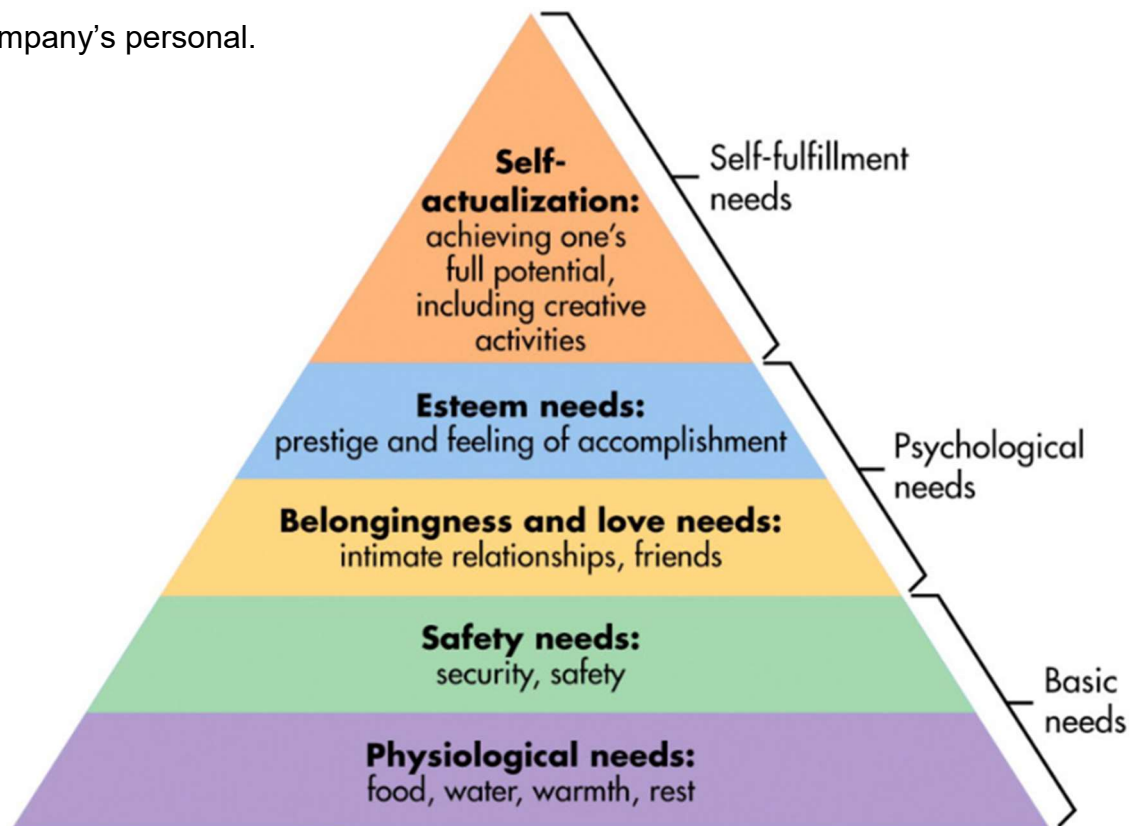 mpany’s personal.
Self-
actualization:
achieving one’s
full potential,
including creative
activities
Self-fulfillment
needs
Esteem needs:
prestige and feeling of accomplishment
Psychological
needs
Belongingness and love needs:
intimate relationships, friends
Safety needs:
security, safety
Basic
needs
Physiological needs:
food, water, warmth, rest